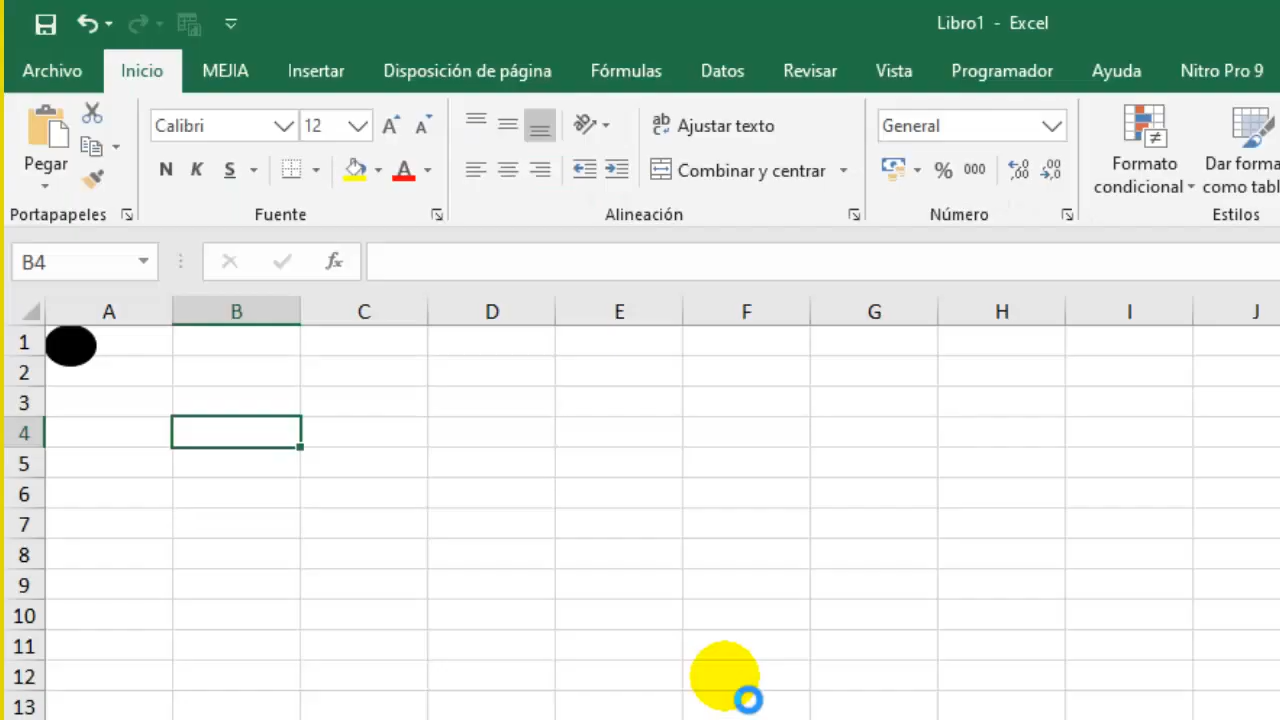 Libro1 - Excel
Archivo Inicio MEJIA Insertar Disposición de página Fórmulas Datos Revisar Vista Programador Ayuda Nitro Pro 9
Calibri 12 Ajustar texto General
Pegar N K S A Combinar y centrar % 000 Formato condicional Dar forma como tabl
Portapapeles Fuente Alineación Número Estilos
B4 fx
A B C D E F G H I J
1
2
3
4
5
6
7
8
9
10
11
12
13